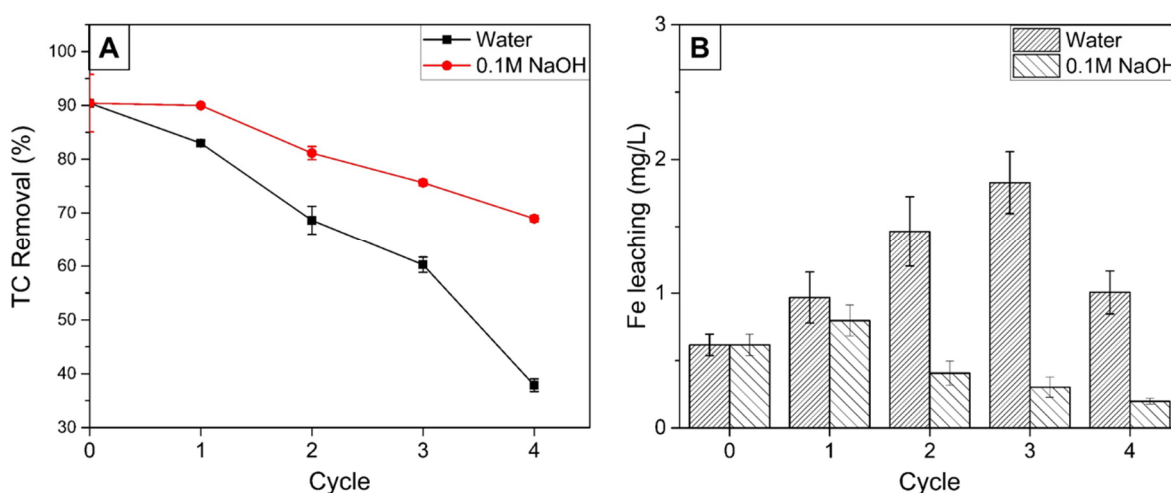 A
Water
0.1M NaOH
100
90
80
70
60
50
40
30
TC Removal (%)
0 1 2 3 4
Cycle
B
Water
0.1M NaOH
3
2
1
0
Fe leaching (mg/L)
0 1 2 3 4
Cycle